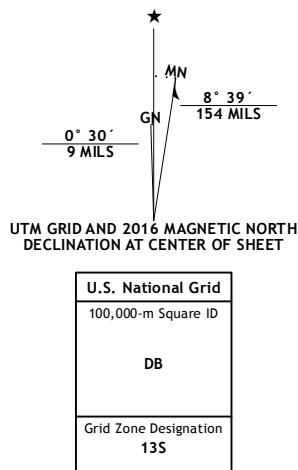 MN
GN
8° 39´
154 MILS
0° 30´
9 MILS
UTM GRID AND 2016 MAGNETIC NORTH
DECLINATION AT CENTER OF SHEET
U.S. National Grid
100,000-m Square ID
DB
Grid Zone Designation
13S